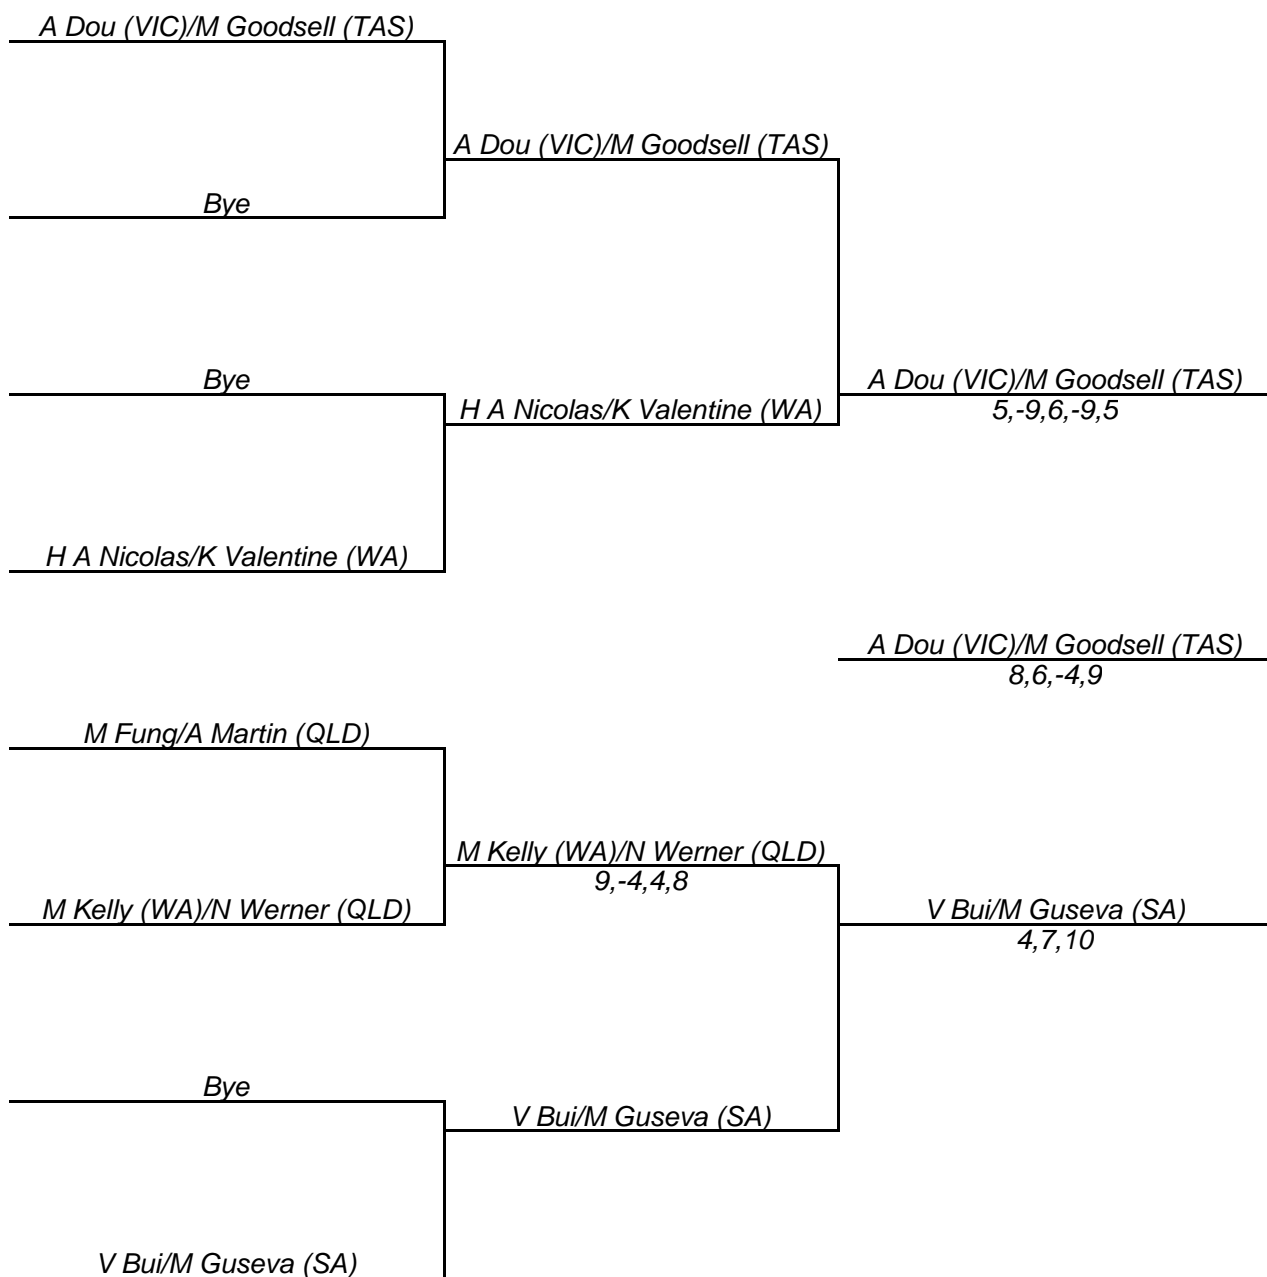 A Dou (VIC)/M Goodsell (TAS)
A Dou (VIC)/M Goodsell (TAS)
Bye
Bye
A Dou (VIC)/M Goodsell (TAS)
H A Nicolas/K Valentine (WA)
5,-9,6,-9,5
H A Nicolas/K Valentine (WA)
A Dou (VIC)/M Goodsell (TAS)
8,6,-4,9
M Fung/A Martin (QLD)
M Kelly (WA)/N Werner (QLD)
9,-4,4,8
M Kelly (WA)/N Werner (QLD)
V Bui/M Guseva (SA)
4,7,10
Bye
V Bui/M Guseva (SA)
V Bui/M Guseva (SA)